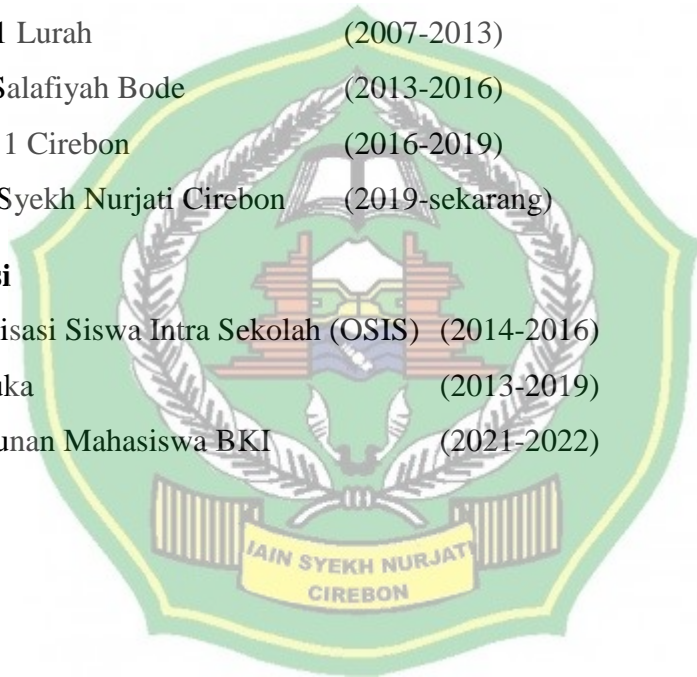 1 Lurah (2007-2013)
Salafiyah Bode (2013-2016)
1 Cirebon (2016-2019)
Syekh Nurjati Cirebon (2019-sekarang)
si
isasi Siswa Intra Sekolah (OSIS) (2014-2016)
uka (2013-2019)
unan Mahasiswa BKI (2021-2022)
IAIN SYEKH NURJATI
CIREBON